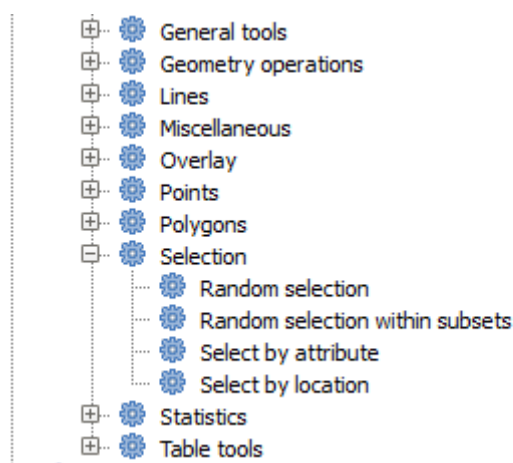 General tools
Geometry operations
Lines
Miscellaneous
Overlay
Points
Polygons
Selection
Random selection
Random selection within subsets
Select by attribute
Select by location
Statistics
Table tools